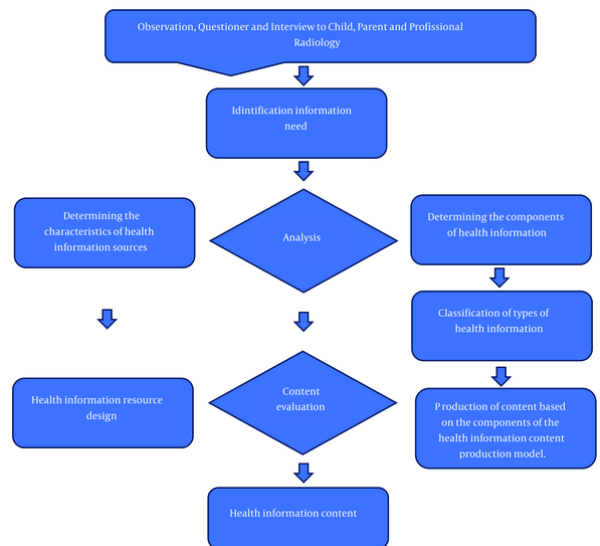 Observation, Questioner and Interview to Child, Parent and Profissional
Radiology
Idintification information
need
Determining the
characteristics of health
information sources
Analysis
Determining the components
of health information
Classification of types of
health information
Health information resource
design
Content
evaluation
Production of content based
on the components of the
health information content
production model.
Health information content